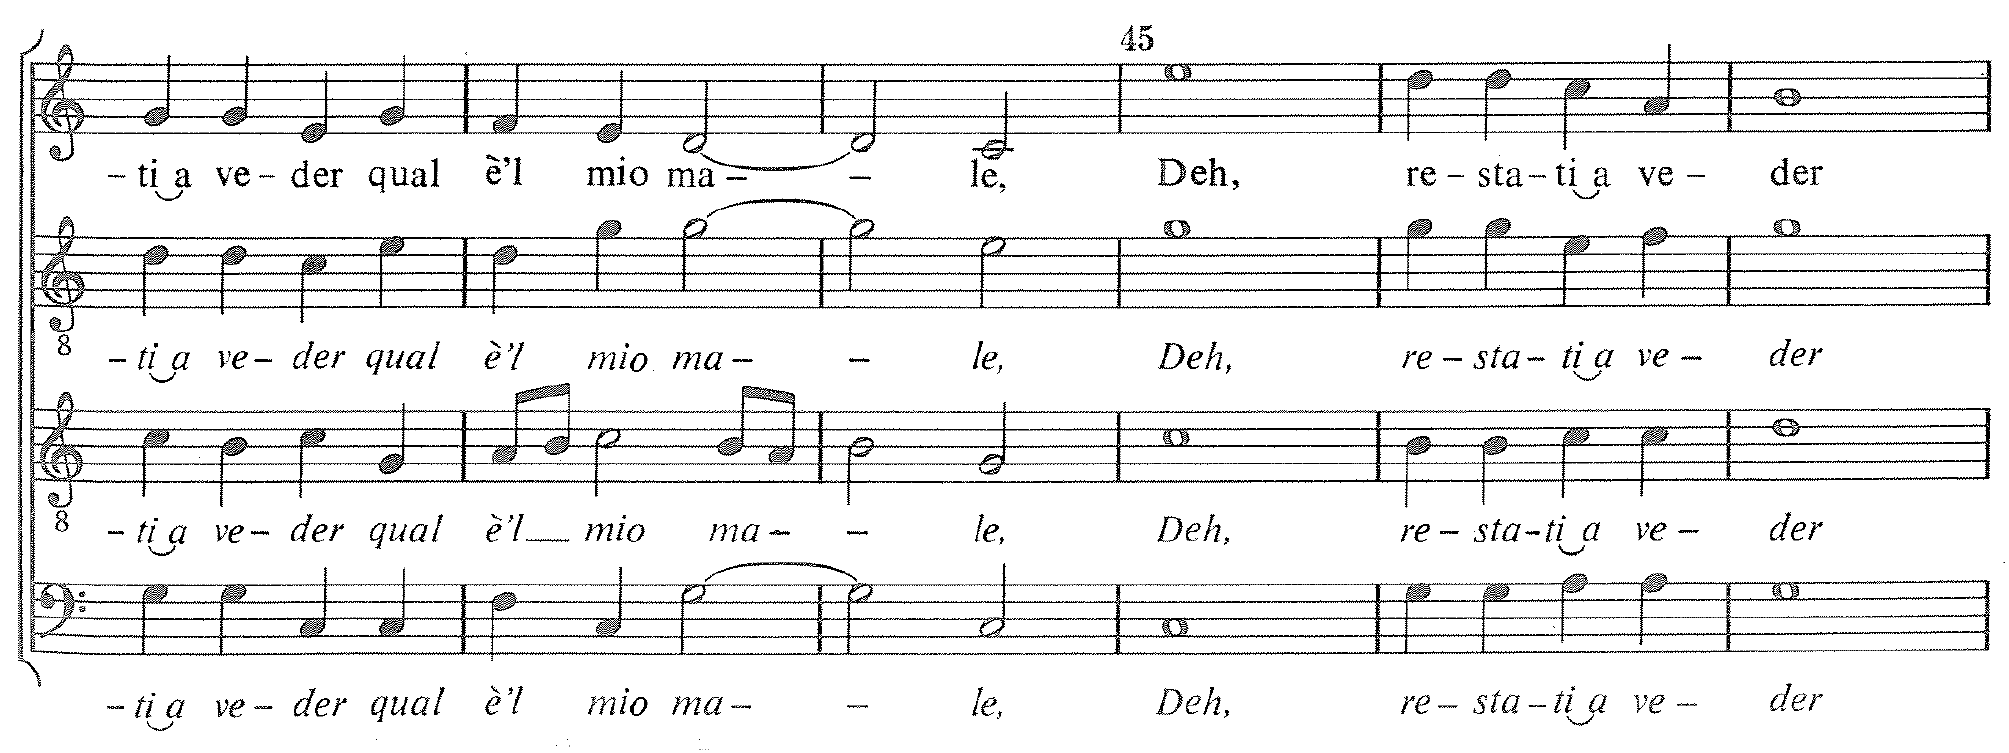 45
– ti a ve – der qual è'l mio ma – – le, Deh, re – sta – ti a ve – der
8
– ti a ve – der qual è'l mio ma – – le, Deh, re – sta – ti a ve – der
8
– ti a ve – der qual è'l mio ma – – le, Deh, re – sta – ti a ve – der
– ti a ve – der qual è'l mio ma – – le, Deh, re – sta – ti a ve – der